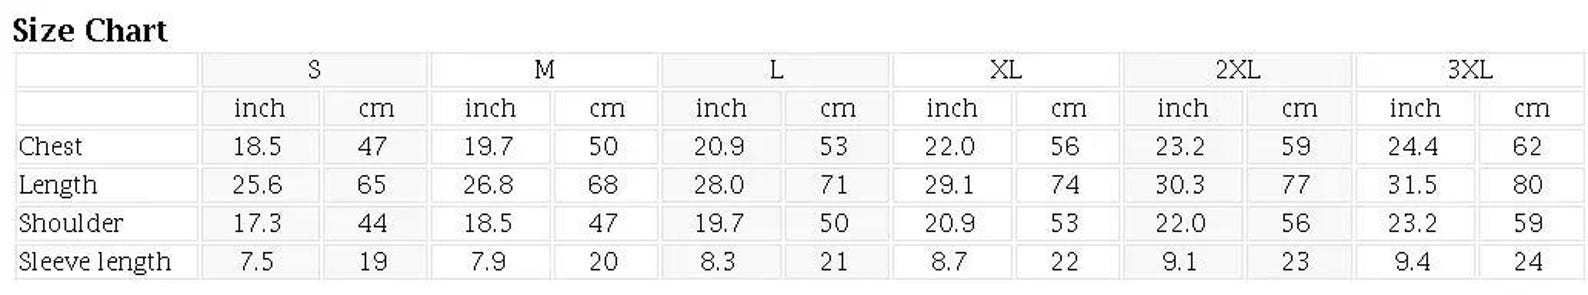 Size Chart
S M L XL 2XL 3XL
inch cm inch cm inch cm inch cm inch cm inch cm
Chest 18.5 47 19.7 50 20.9 53 22.0 56 23.2 59 24.4 62
Length 25.6 65 26.8 68 28.0 71 29.1 74 30.3 77 31.5 80
Shoulder 17.3 44 18.5 47 19.7 50 20.9 53 22.0 56 23.2 59
Sleeve length 7.5 19 7.9 20 8.3 21 8.7 22 9.1 23 9.4 24